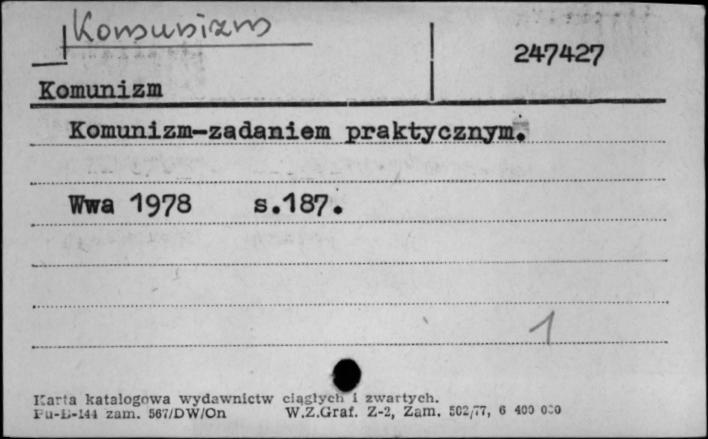 Komunizm
247427
Komunizm
Komunizm-zadaniem praktycznym.
Wwa 1978 s.187.
1
Karta katalogowa wydawnictw ciągłych i zwartych.
Pu-B-144 zam. 567/DW/On W.Z.Graf. Z-2, Zam. 502/77, 6 400 000